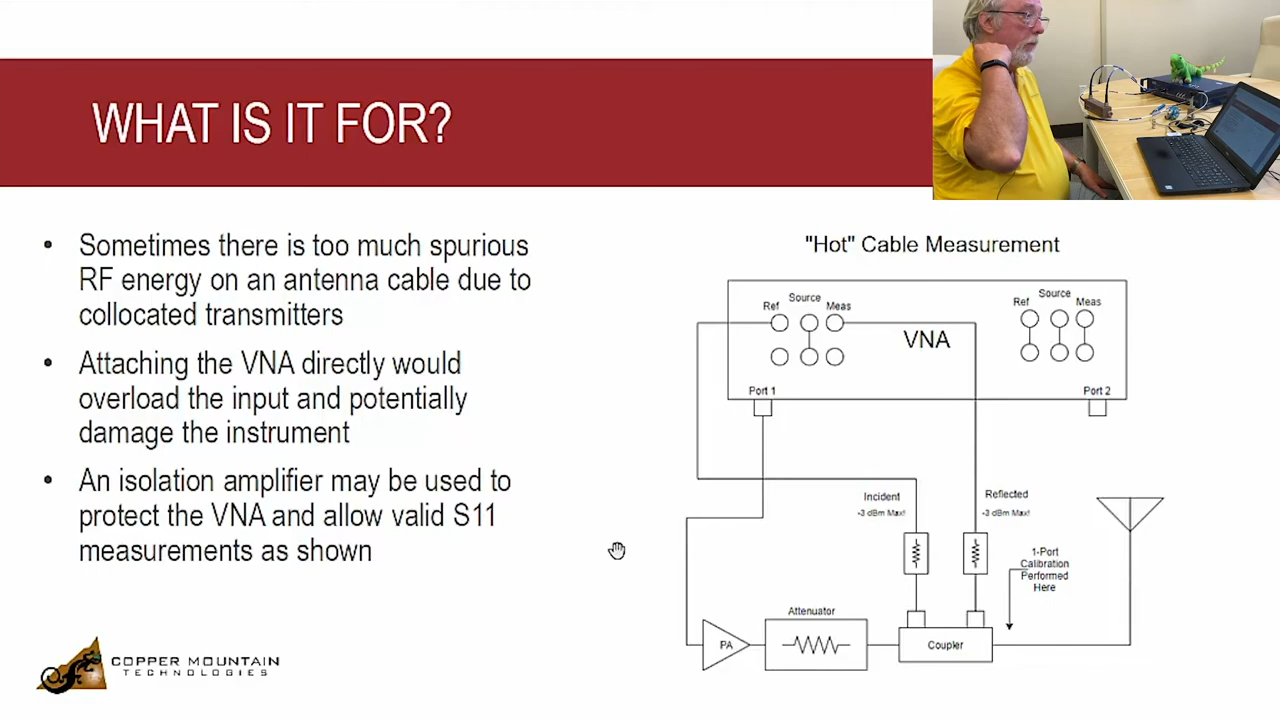 WHAT IS IT FOR?
• Sometimes there is too much spurious
RF energy on an antenna cable due to
collocated transmitters
• Attaching the VNA directly would
overload the input and potentially
damage the instrument
• An isolation amplifier may be used to
protect the VNA and allow valid S11
measurements as shown
COPPER MOUNTAIN
TECHNOLOGIES
"Hot" Cable Measurement
Ref Source Meas
Ref Source Meas
VNA
Port 1
Port 2
Incident
-3 dBm Max!
Reflected
-3 dBm Max!
1-Port
Calibration
Performed
Here
Attenuator
PA
Coupler